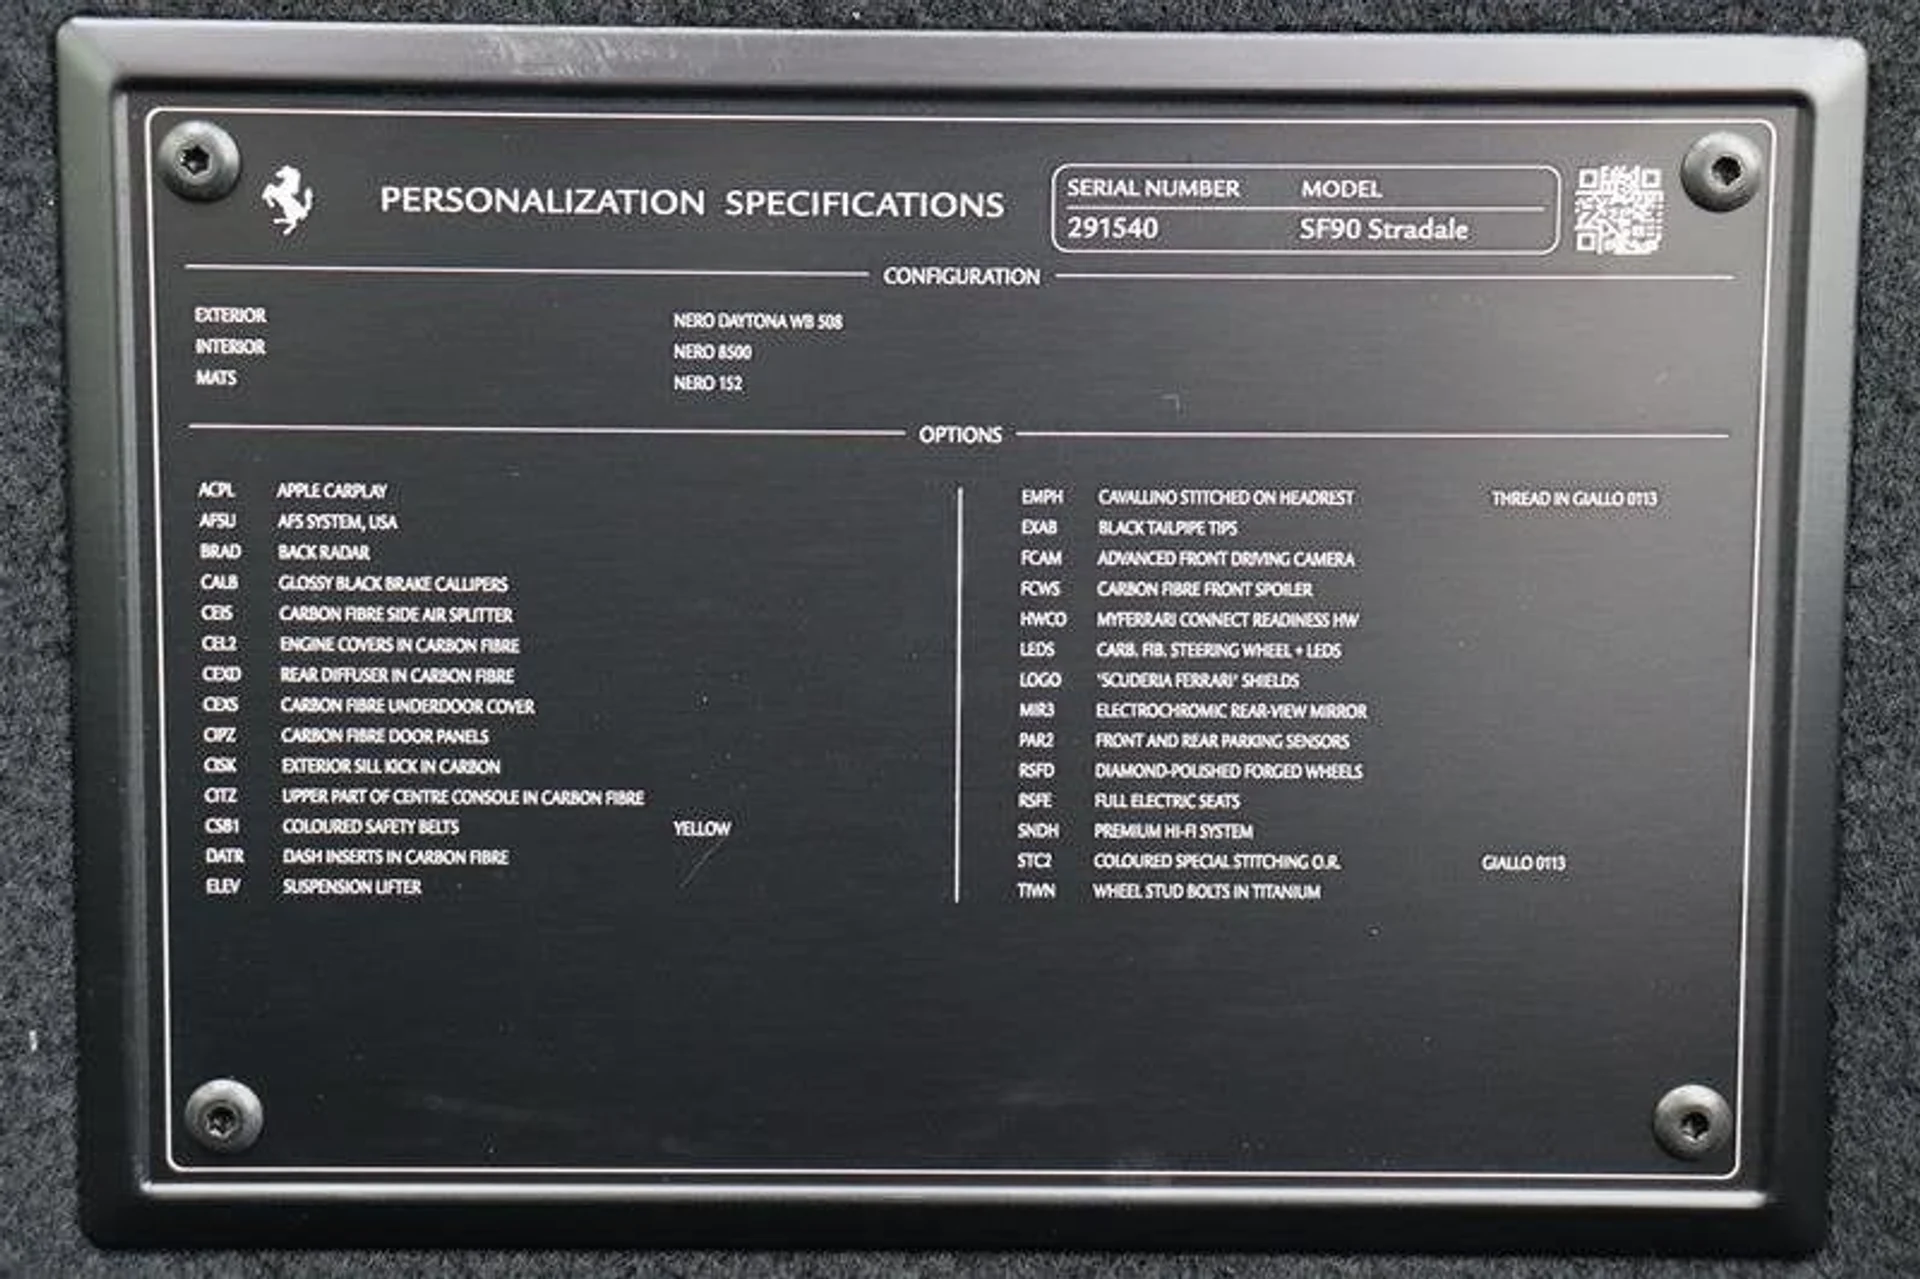 PERSONALIZATION SPECIFICATIONS
SERIAL NUMBER MODEL
291540 SF90 Stradale
CONFIGURATION
EXTERIOR NERO DAYTONA WB 508
INTERIOR NERO 8500
MATS NERO 152
OPTIONS
ACPL APPLE CARPLAY
AFSU AFS SYSTEM, USA
BRAD BACK RADAR
CALB GLOSSY BLACK BRAKE CALLIPERS
CEIS CARBON FIBRE SIDE AIR SPLITTER
CEL2 ENGINE COVERS IN CARBON FIBRE
CEXD REAR DIFFUSER IN CARBON FIBRE
CEXS CARBON FIBRE UNDERDOOR COVER
CIPZ CARBON FIBRE DOOR PANELS
CISK EXTERIOR SILL KICK IN CARBON
CITZ UPPER PART OF CENTRE CONSOLE IN CARBON FIBRE
CSB1 COLOURED SAFETY BELTS YELLOW
DATR DASH INSERTS IN CARBON FIBRE
ELEV SUSPENSION LIFTER
EMPH CAVALLINO STITCHED ON HEADREST THREAD IN GIALLO 0113
EXAB BLACK TAILPIPE TIPS
FCAM ADVANCED FRONT DRIVING CAMERA
FCWS CARBON FIBRE FRONT SPOILER
HWCO MYFERRARI CONNECT READINESS HW
LEDS CARB. FIB. STEERING WHEEL + LEDS
LOGO "SCUDERIA FERRARI" SHIELDS
MIR3 ELECTROCHROMIC REAR-VIEW MIRROR
PAR2 FRONT AND REAR PARKING SENSORS
RSFD DIAMOND-POLISHED FORGED WHEELS
RSFE FULL ELECTRIC SEATS
SNDH PREMIUM HI-FI SYSTEM
STC2 COLOURED SPECIAL STITCHING O.R. GIALLO 0113
TIWN WHEEL STUD BOLTS IN TITANIUM